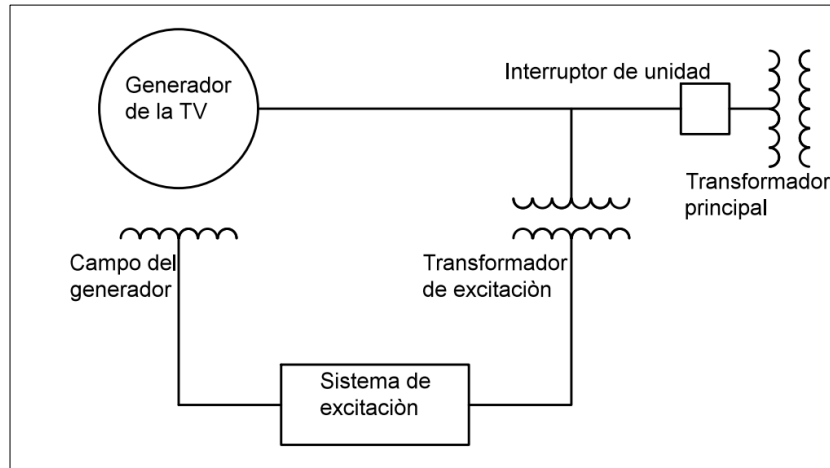 Generador
de la TV
Interruptor de unidad
Transformador
principal
Campo del
generador
Transformador
de excitaciòn
Sistema de
excitaciòn